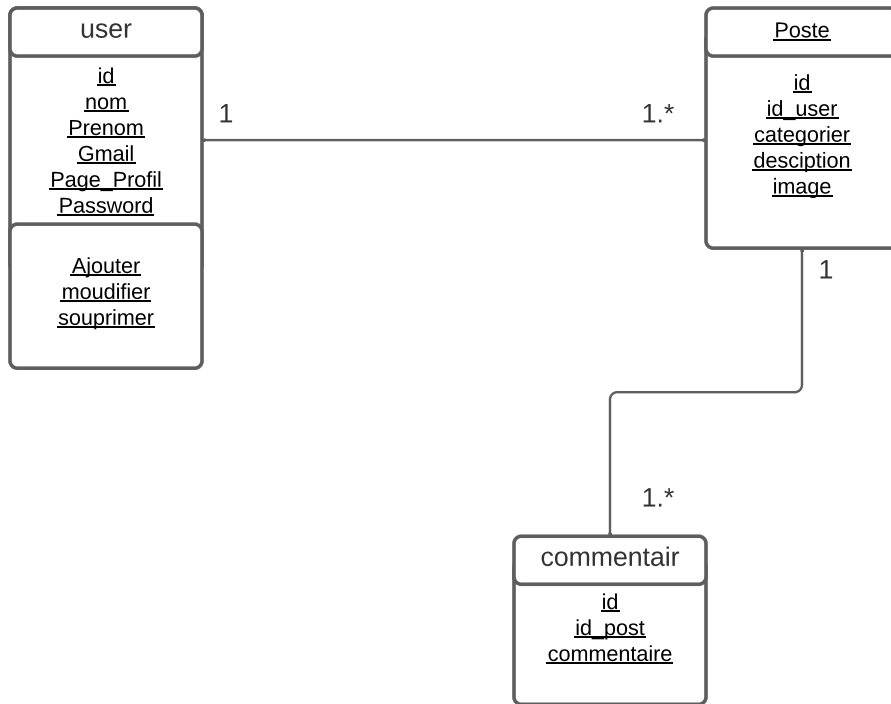 user
id
nom
Prenom
Gmail
Page_Profil
Password
Ajouter
moudifier
souprimer
1
1.*
Poste
id
id_user
categorier
desciption
image
1
1.*
commentair
id
id_post
commentaire